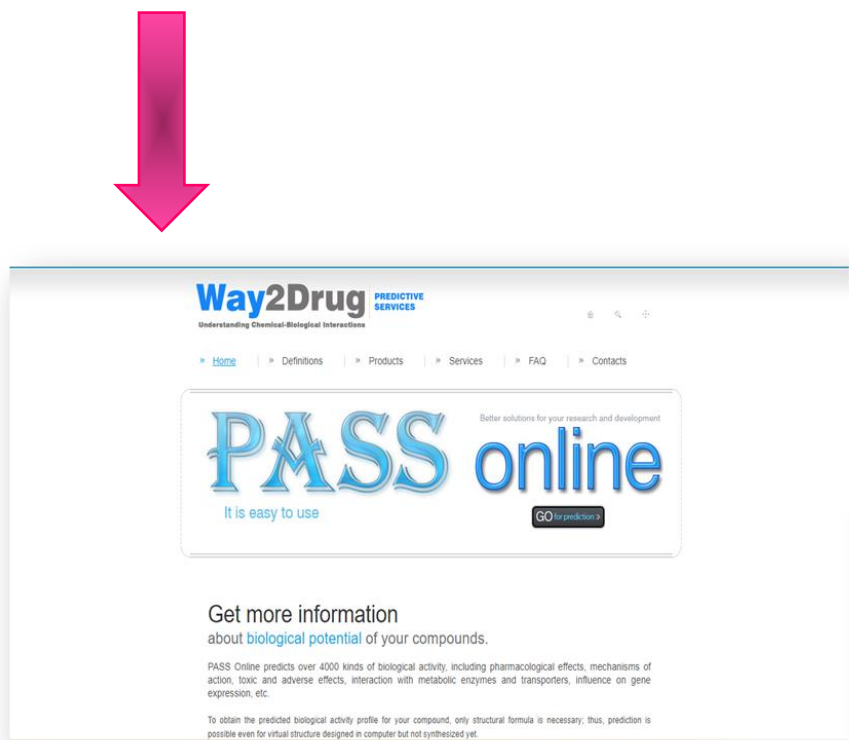 Way2Drug PREDICTIVE SERVICES
Understanding Chemical-Biological Interactions
» Home » Definitions » Products » Services » FAQ » Contacts
Better solutions for your research and development
PASS online
It is easy to use
GO for prediction >
Get more information
about biological potential of your compounds.
PASS Online predicts over 4000 kinds of biological activity, including pharmacological effects, mechanisms of
action, toxic and adverse effects, interaction with metabolic enzymes and transporters, influence on gene
expression, etc.
To obtain the predicted biological activity profile for your compound, only structural formula is necessary; thus, prediction is
possible even for virtual structure designed in computer but not synthesized yet.